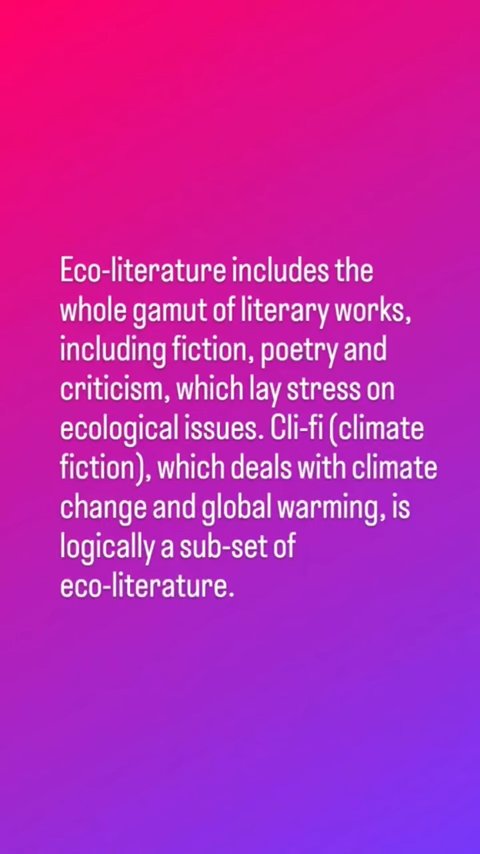 Eco-literature includes the
whole gamut of literary works,
including fiction, poetry and
criticism, which lay stress on
ecological issues. Cli-fi (climate
fiction), which deals with climate
change and global warming, is
logically a sub-set of
eco-literature.